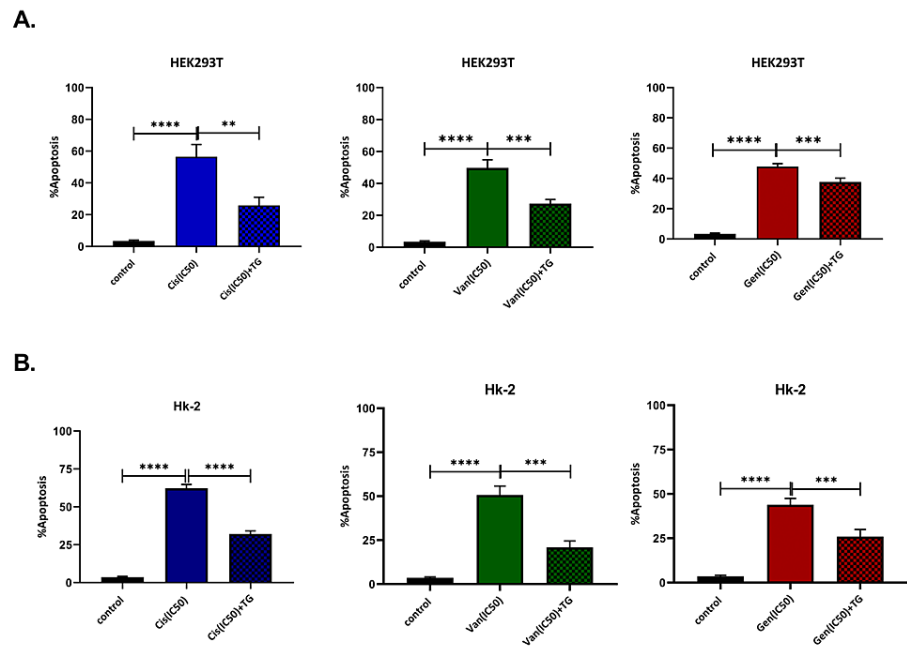 A.
HEK293T
%Apoptosis
100
80
60
40
20
0
**** **
control
Cis(IC50)
Cis(IC50)+TG
HEK293T
%Apoptosis
100
80
60
40
20
0
**** ***
control
Van(IC50)
Van(IC50)+TG
HEK293T
%Apoptosis
100
80
60
40
20
0
**** ***
control
Gen(IC50)
Gen(IC50)+TG
B.
Hk-2
%Apoptosis
100
75
50
25
0
**** ****
control
Cis(IC50)
Cis(IC50)+TG
Hk-2
%Apoptosis
100
75
50
25
0
**** ***
control
Van(IC50)
Van(IC50)+TG
Hk-2
%Apoptosis
100
75
50
25
0
**** ***
control
Gen(IC50)
Gen(IC50)+TG